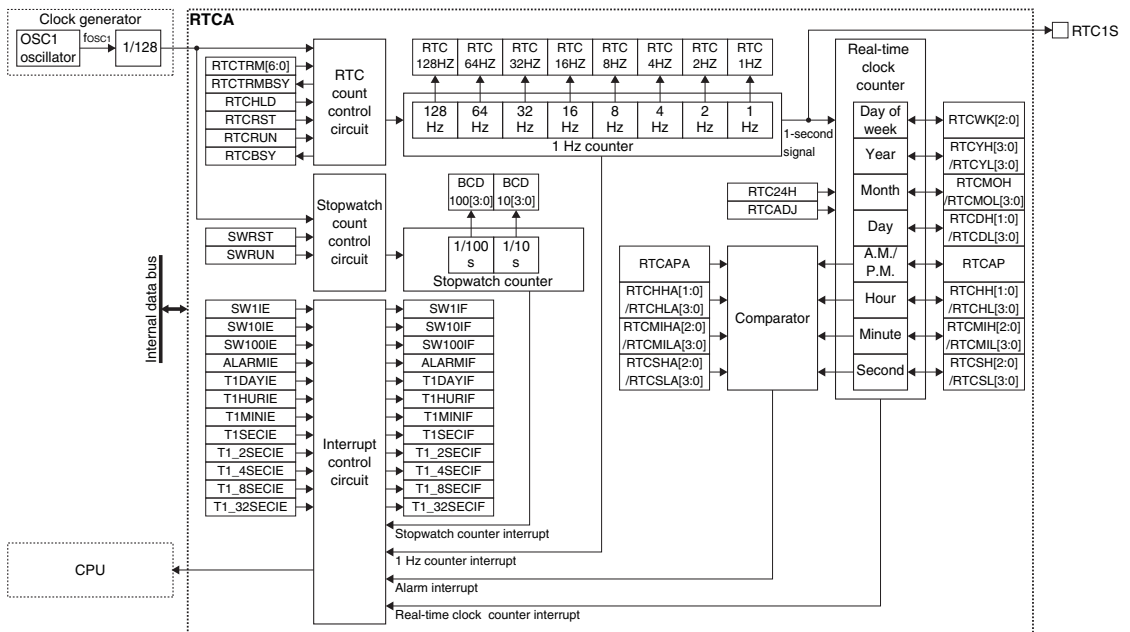 Clock generator
OSC1
oscillator
fOSC1
1/128
RTCA
RTCTRM[6:0]
RTCTRMBSY
RTCHLD
RTCRST
RTCRUN
RTCBSY
RTC
count
control
circuit
RTC
128HZ
RTC
64HZ
RTC
32HZ
RTC
16HZ
RTC
8HZ
RTC
4HZ
RTC
2HZ
RTC
1HZ
128
Hz
64
Hz
32
Hz
16
Hz
8
Hz
4
Hz
2
Hz
1
Hz
1 Hz counter
1-second
signal
RTC1S
Real-time
clock
counter
Day of
week
Year
Month
Day
A.M./
P.M.
Hour
Minute
Second
RTCWK[2:0]
RTCYH[3:0]
/RTCYL[3:0]
RTCMOH
/RTCMOL[3:0]
RTCDH[1:0]
/RTCDL[3:0]
RTCAP
RTCHH[1:0]
/RTCHL[3:0]
RTCMIH[2:0]
/RTCMIL[3:0]
RTCSH[2:0]
/RTCSL[3:0]
RTC24H
RTCADJ
SWRST
SWRUN
Stopwatch
count
control
circuit
BCD
100[3:0]
BCD
10[3:0]
1/100
s
1/10
s
Stopwatch counter
RTCAPA
RTCHHA[1:0]
/RTCHLA[3:0]
RTCMIHA[2:0]
/RTCMILA[3:0]
RTCSHA[2:0]
/RTCSLA[3:0]
Comparator
Internal data bus
SW1IE
SW10IE
SW100IE
ALARMIE
T1DAYIE
T1HURIE
T1MINIE
T1SECIE
T1_2SECIE
T1_4SECIE
T1_8SECIE
T1_32SECIE
Interrupt
control
circuit
SW1IF
SW10IF
SW100IF
ALARMIF
T1DAYIF
T1HURIF
T1MINIF
T1SECIF
T1_2SECIF
T1_4SECIF
T1_8SECIF
T1_32SECIF
Stopwatch counter interrupt
1 Hz counter interrupt
Alarm interrupt
Real-time clock counter interrupt
CPU